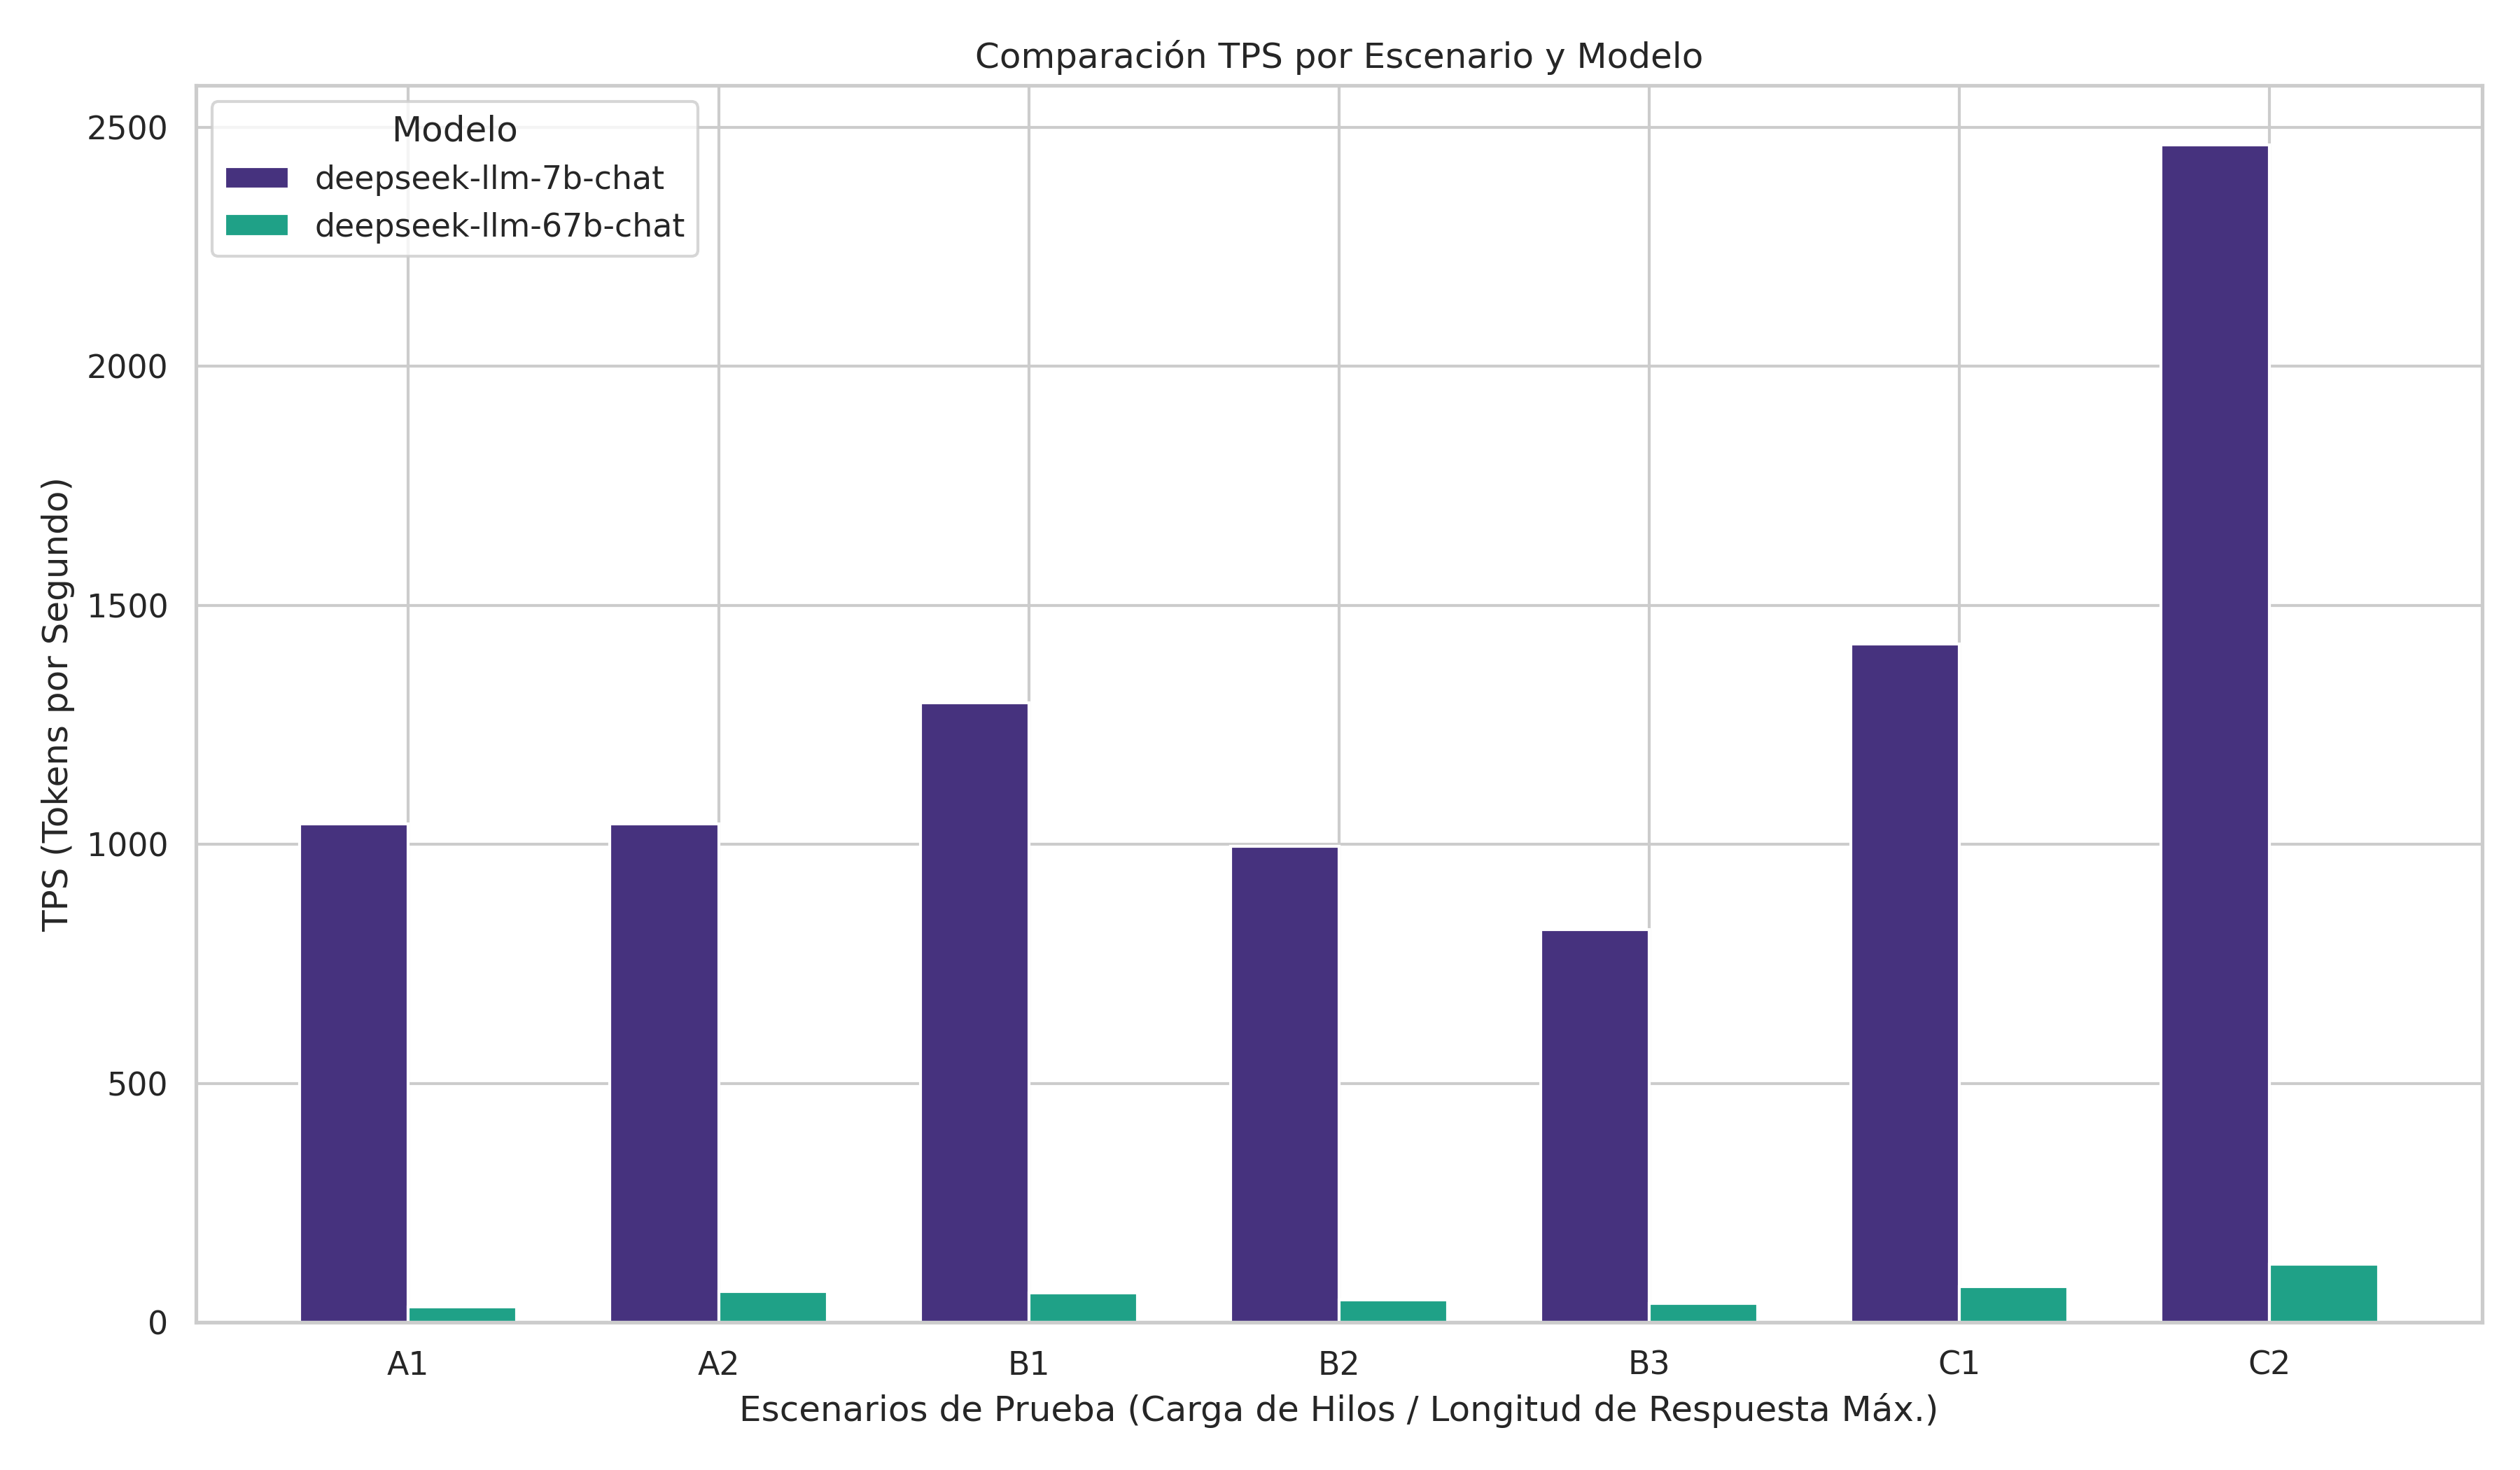 Comparación TPS por Escenario y Modelo
Modelo
deepseek-llm-7b-chat
deepseek-llm-67b-chat
TPS (Tokens por Segundo)
2500
2000
1500
1000
500
0
A1 A2 B1 B2 B3 C1 C2
Escenarios de Prueba (Carga de Hilos / Longitud de Respuesta Máx.)